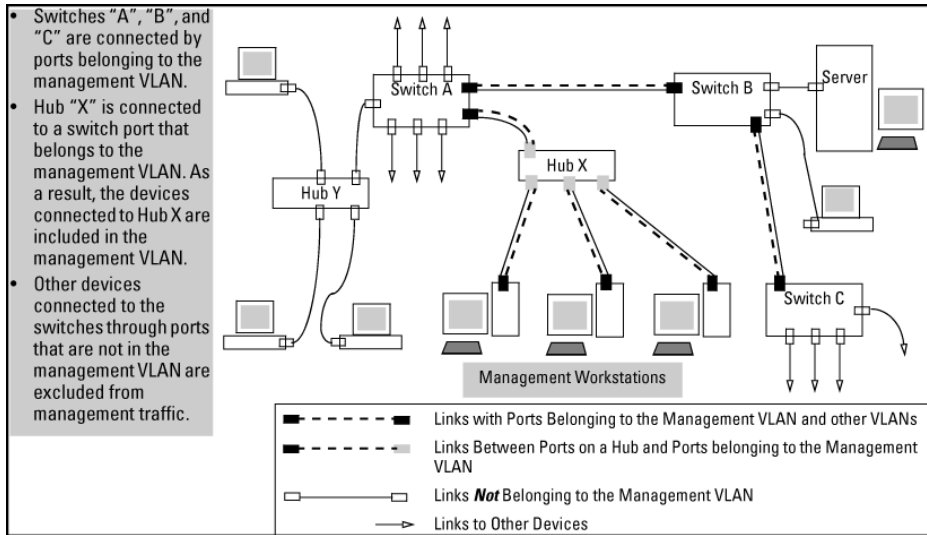 • Switches “A”, “B”, and
“C” are connected by
ports belonging to the
management VLAN.
• Hub “X” is connected
to a switch port that
belongs to the
management VLAN. As
a result, the devices
connected to Hub X are
included in the
management VLAN.
• Other devices
connected to the
switches through ports
that are not in the
management VLAN are
excluded from
management traffic.
Switch A
Switch B
Server
Hub X
Hub Y
Switch C
Management Workstations
Links with Ports Belonging to the Management VLAN and other VLANs
Links Between Ports on a Hub and Ports belonging to the Management
VLAN
Links Not Belonging to the Management VLAN
Links to Other Devices